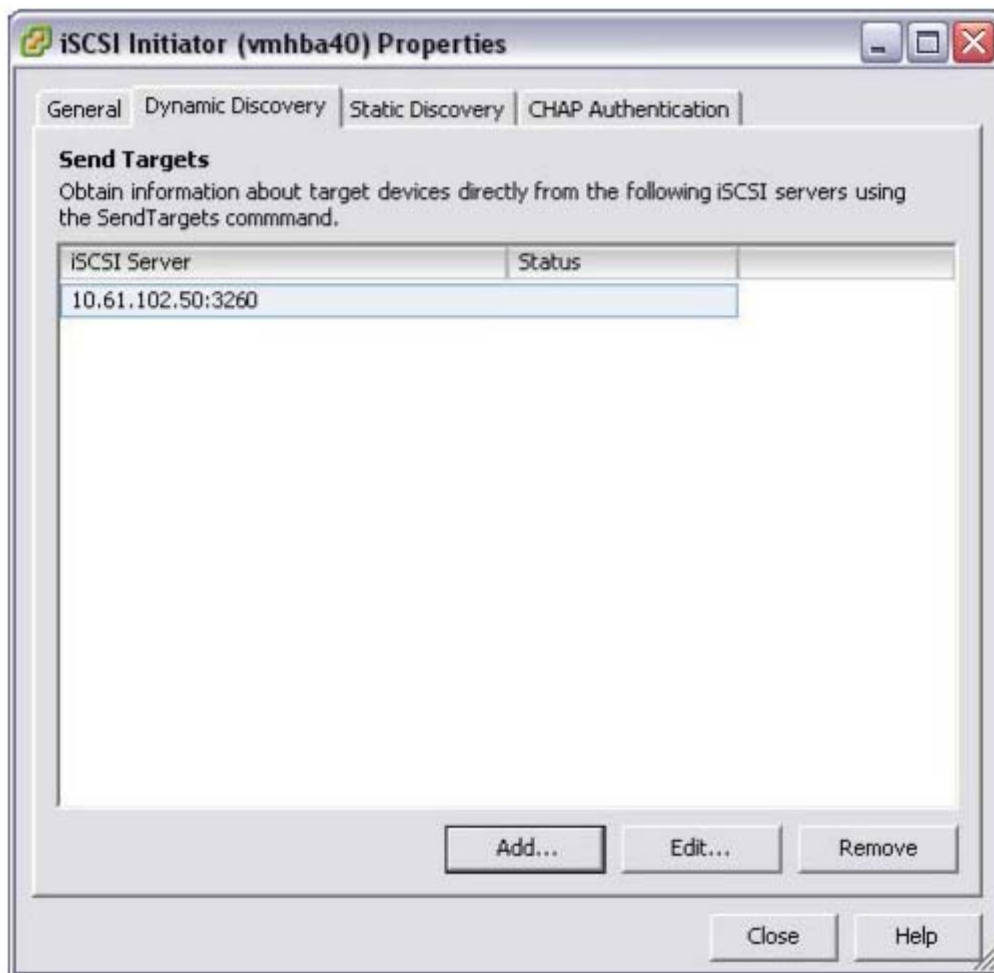 iSCSI Initiator (vmhba40) Properties
General Dynamic Discovery Static Discovery CHAP Authentication
Send Targets
Obtain information about target devices directly from the following iSCSI servers using
the SendTargets commmand.
iSCSI Server Status
10.61.102.50:3260
Add... Edit... Remove
Close Help